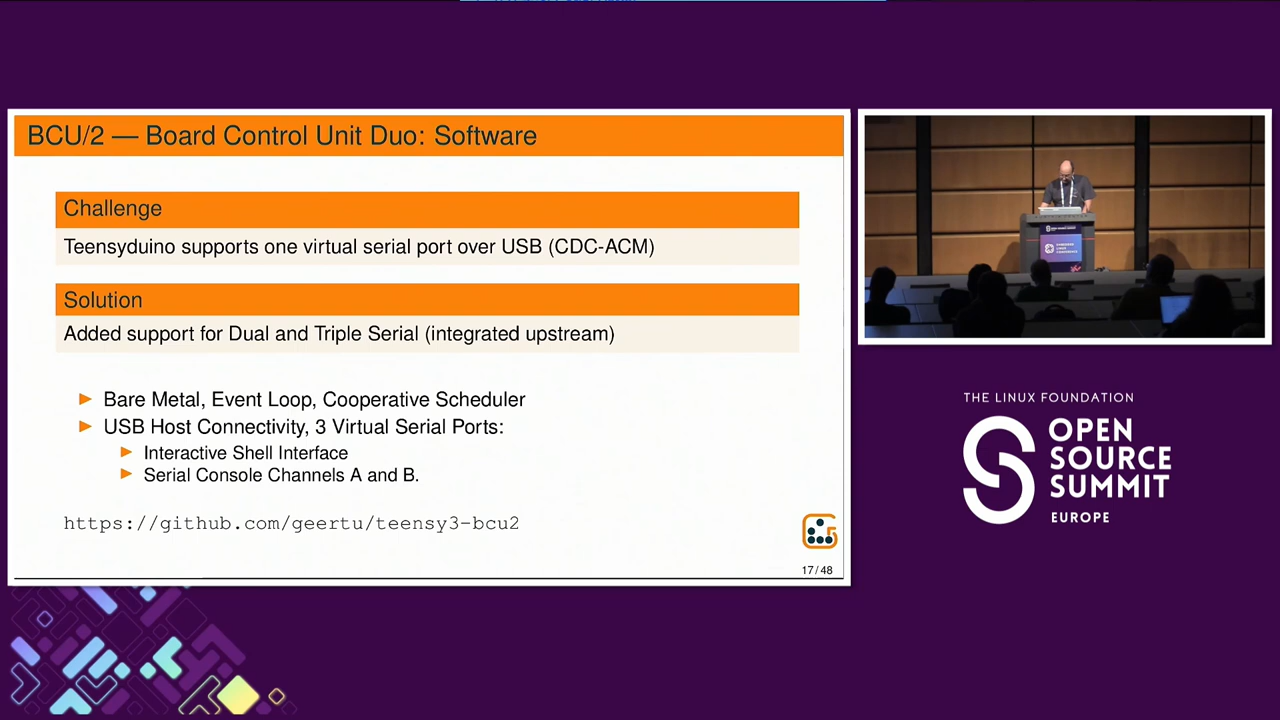 BCU/2 — Board Control Unit Duo: Software
Challenge
Teensyduino supports one virtual serial port over USB (CDC-ACM)
Solution
Added support for Dual and Triple Serial (integrated upstream)
Bare Metal, Event Loop, Cooperative Scheduler
USB Host Connectivity, 3 Virtual Serial Ports:
Interactive Shell Interface
Serial Console Channels A and B.
https://github.com/geertu/teensy3-bcu2
17/48
THE LINUX FOUNDATION
OPEN
SOURCE
SUMMIT
EUROPE